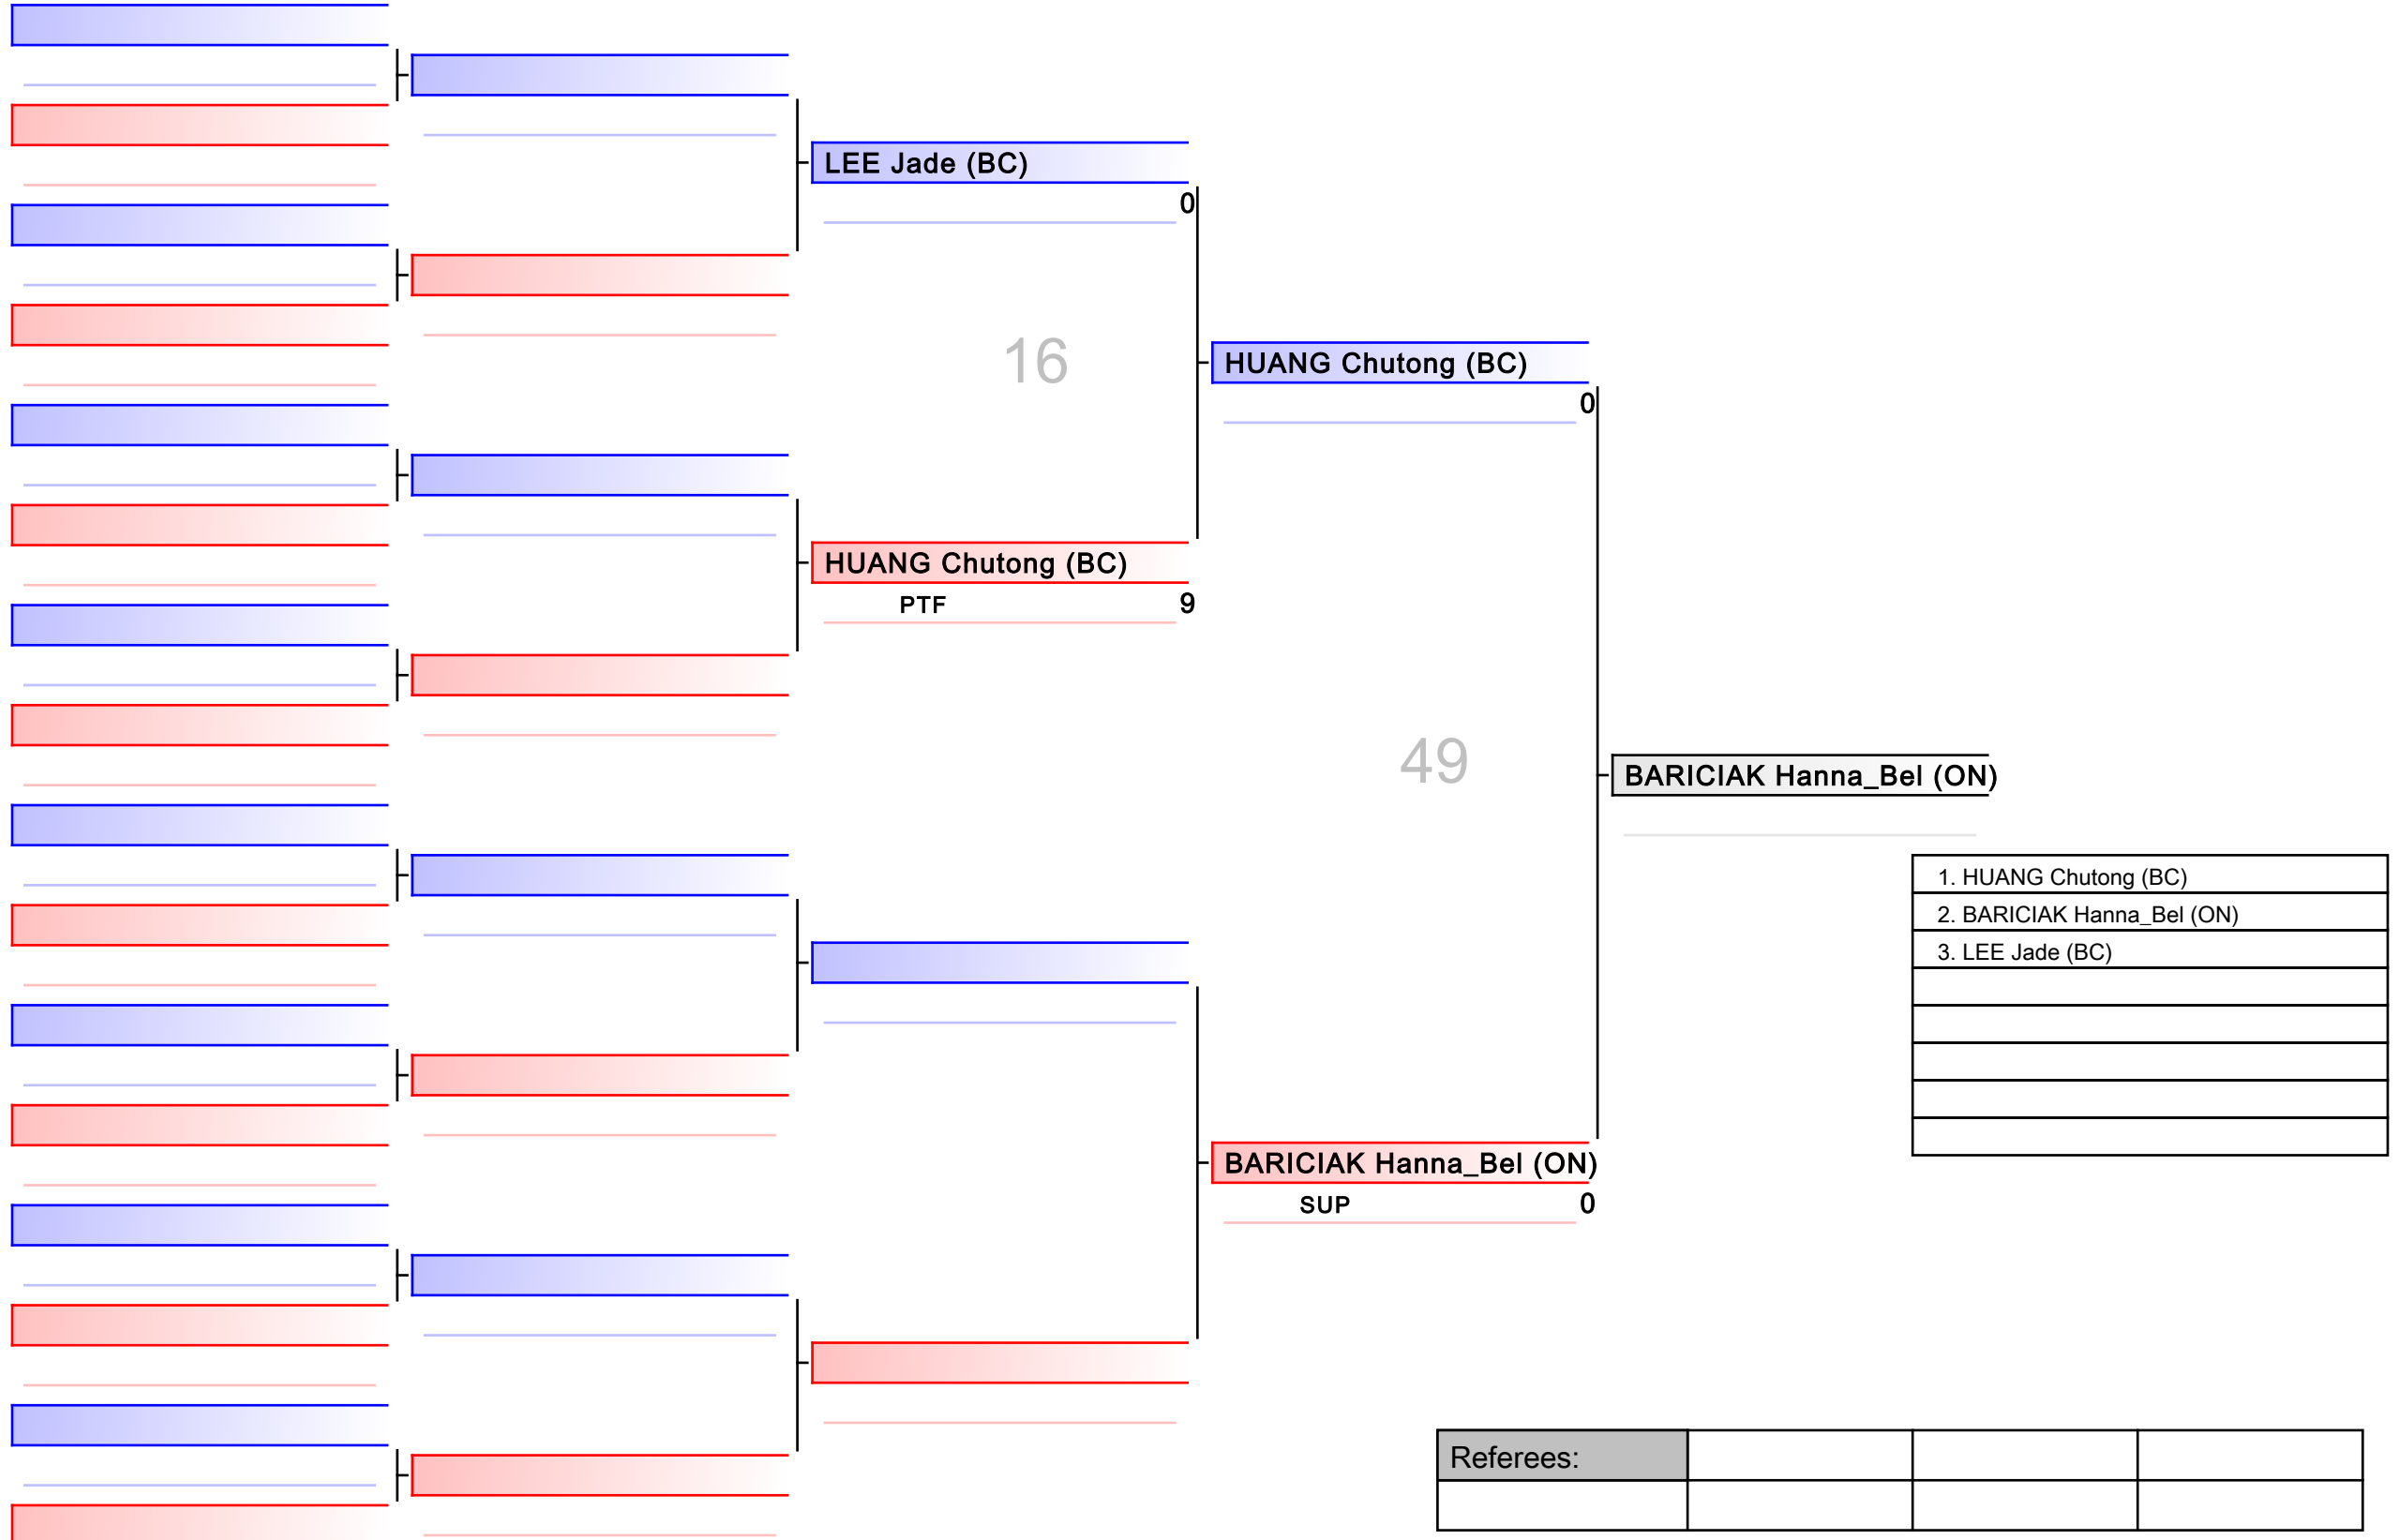 LEE Jade (BC)
0
16
HUANG Chutong (BC)
0
HUANG Chutong (BC)
PTF 9
49
BARICIAK Hanna_Bel (ON)
1. HUANG Chutong (BC)
2. BARICIAK Hanna_Bel (ON)
3. LEE Jade (BC)
BARICIAK Hanna_Bel (ON)
SUP 0
Referees: